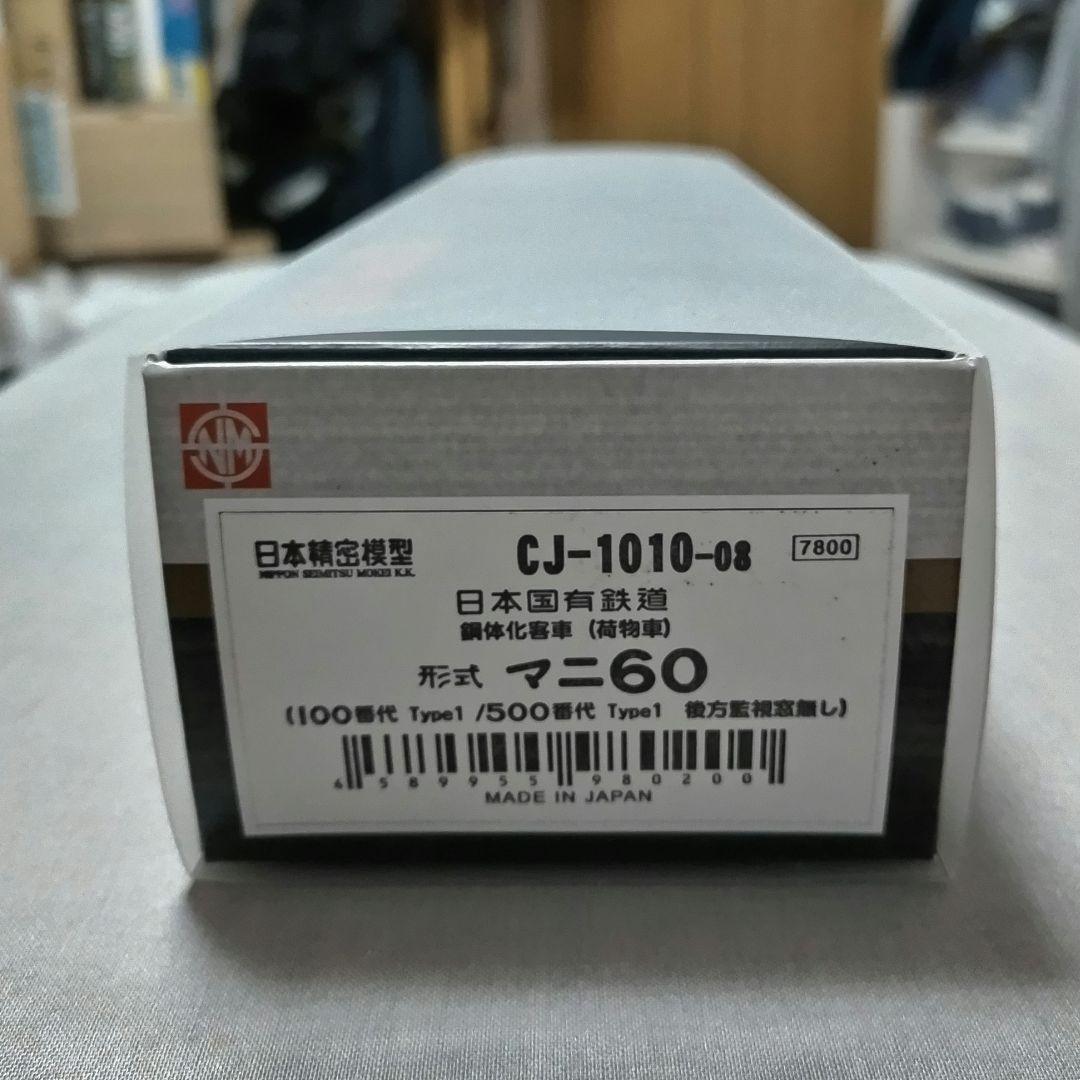 NM
日本精密模型
NIPPON SEIMITSU MOKEI K.K.
CJ-1010-08
7800
日本国有鉄道
鋼体化客車 (荷物車)
形式 マニ60
(100番代 Type1 /500番代 Type1 後方監視窓無し)
4 589955 980200
MADE IN JAPAN